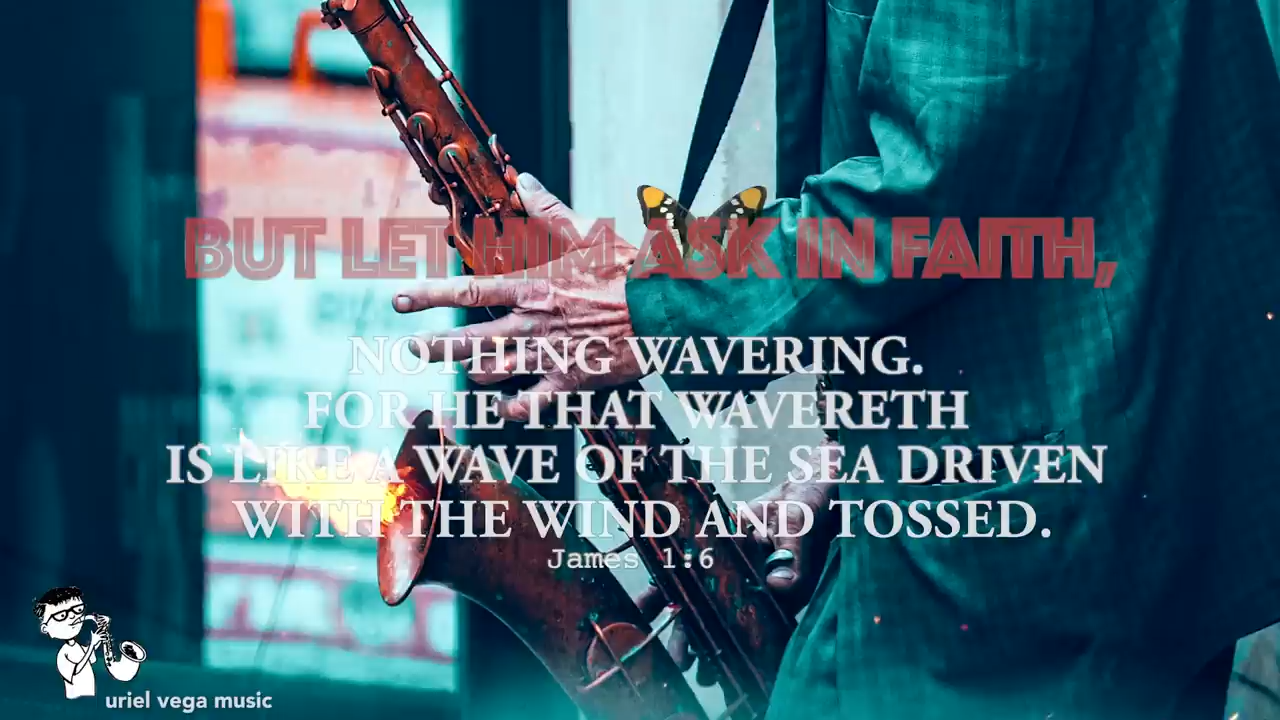 BUT LET HIM ASK IN FAITH,
NOTHING WAVERING.
FOR HE THAT WAVERETH
IS LIKE A WAVE OF THE SEA DRIVEN
WITH THE WIND AND TOSSED.
James 1:6
uriel vega music